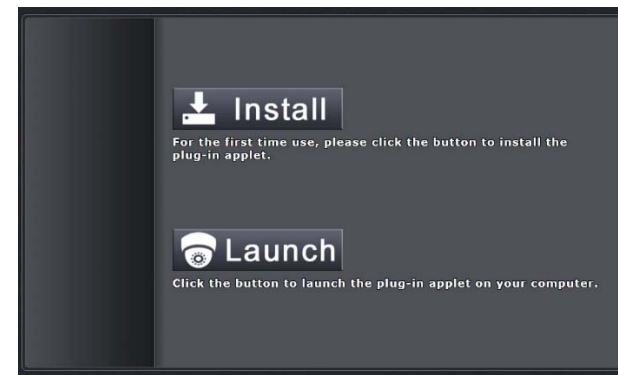 Install
For the first time use, please click the button to install the
plug-in applet.
Launch
Click the button to launch the plug-in applet on your computer.